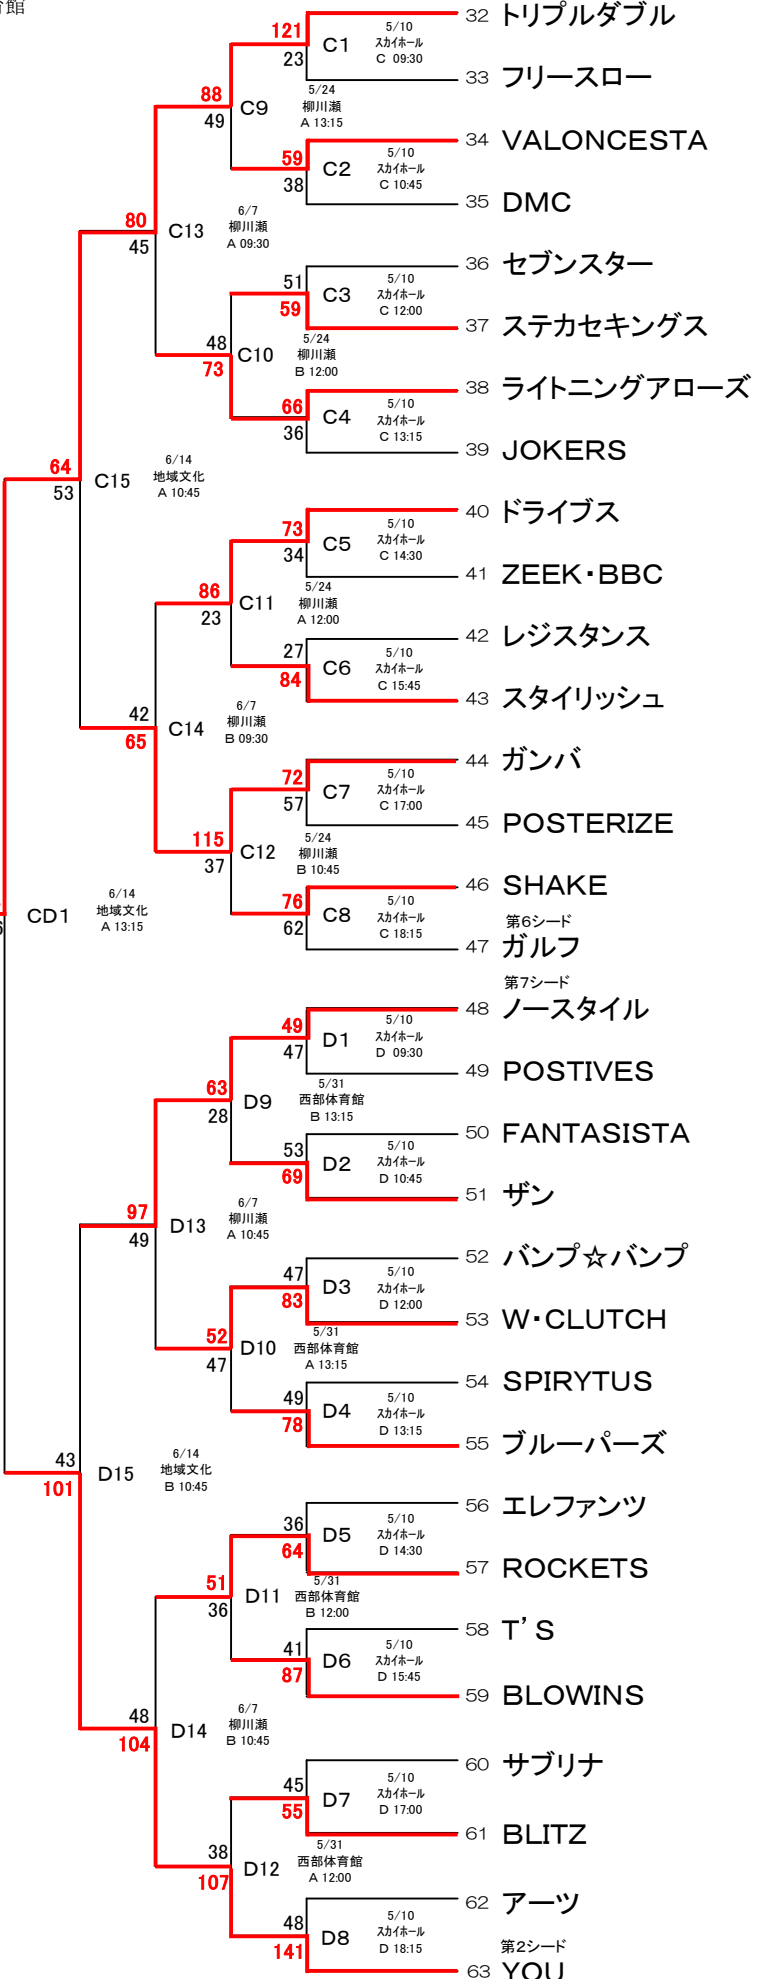 育館
32 トリプルダブル
121
C1
5/10
スカイホール
C 09:30
23
33 フリースロー
88
C9
5/24
柳川瀬
A 13:15
49
34 VALONCESTA
59
C2
5/10
スカイホール
C 10:45
38
35 DMC
80
C13
6/7
柳川瀬
A 09:30
45
36 セブンスター
51
C3
5/10
スカイホール
C 12:00
59
37 ステカセキングス
48
C10
5/24
柳川瀬
B 12:00
73
38 ライトニングアローズ
66
C4
5/10
スカイホール
C 13:15
36
39 JOKERS
64
C15
6/14
地域文化
A 10:45
53
40 ドライブス
73
C5
5/10
スカイホール
C 14:30
34
41 ZEEK・BBC
86
C11
5/24
柳川瀬
A 12:00
23
42 レジスタンス
27
C6
5/10
スカイホール
C 15:45
84
43 スタイリッシュ
42
C14
6/7
柳川瀬
B 09:30
65
44 ガンバ
72
C7
5/10
スカイホール
C 17:00
57
45 POSTERIZE
115
C12
5/24
柳川瀬
B 10:45
37
46 SHAKE
76
C8
5/10
スカイホール
C 18:15
62
第6シード
47 ガルフ
CD1
6/14
地域文化
A 13:15
第7シード
48 ノースタイル
49
D1
5/10
スカイホール
D 09:30
47
49 POSTIVES
63
D9
5/31
西部体育館
B 13:15
28
50 FANTASISTA
53
D2
5/10
スカイホール
D 10:45
69
51 ザン
97
D13
6/7
柳川瀬
A 10:45
49
52 バンプ☆バンプ
47
D3
5/10
スカイホール
D 12:00
83
53 W・CLUTCH
52
D10
5/31
西部体育館
A 13:15
47
54 SPIRYTUS
49
D4
5/10
スカイホール
D 13:15
78
55 ブルーパーズ
43
D15
6/14
地域文化
B 10:45
101
56 エレファンツ
36
D5
5/10
スカイホール
D 14:30
64
57 ROCKETS
51
D11
5/31
西部体育館
B 12:00
36
58 T'S
41
D6
5/10
スカイホール
D 15:45
87
59 BLOWINS
48
D14
6/7
柳川瀬
B 10:45
104
60 サブリナ
45
D7
5/10
スカイホール
D 17:00
55
61 BLITZ
38
D12
5/31
西部体育館
A 12:00
107
62 アーツ
48
D8
5/10
スカイホール
D 18:15
141
第2シード
63 YOU